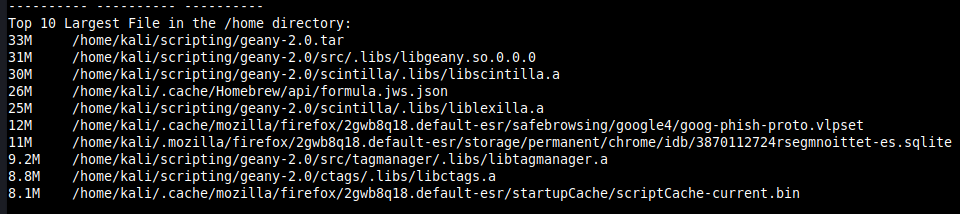 ---------- ---------- ----------
Top 10 Largest File in the /home directory:
33M     /home/kali/scripting/geany-2.0.tar
31M     /home/kali/scripting/geany-2.0/src/.libs/libgeany.so.0.0.0
30M     /home/kali/scripting/geany-2.0/scintilla/.libs/libscintilla.a
26M     /home/kali/.cache/Homebrew/api/formula.jws.json
25M     /home/kali/scripting/geany-2.0/scintilla/.libs/liblexilla.a
12M     /home/kali/.cache/mozilla/firefox/2gwb8q18.default-esr/safebrowsing/google4/goog-phish-proto.vlpset
11M     /home/kali/.mozilla/firefox/2gwb8q18.default-esr/storage/permanent/chrome/idb/3870112724rsegmnoittet-es.sqlite
9.2M    /home/kali/scripting/geany-2.0/src/tagmanager/.libs/libtagmanager.a
8.8M    /home/kali/scripting/geany-2.0/ctags/.libs/libctags.a
8.1M    /home/kali/.cache/mozilla/firefox/2gwb8q18.default-esr/startupCache/scriptCache-current.bin